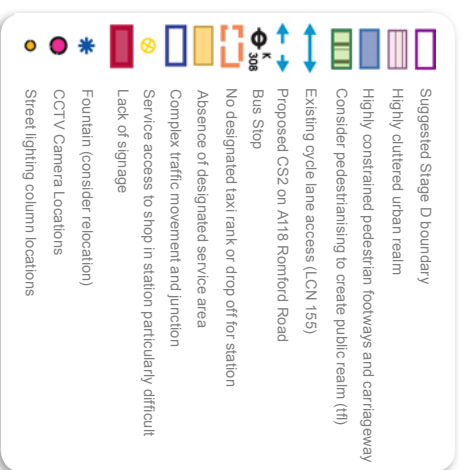 Suggested Stage D boundary
Highly cluttered urban realm
Highly constrained pedestrian footways and carriageway
Consider pedestrianising to create public realm (tfl)
Existing cycle lane access (LCN 155)
Proposed CS2 on A118 Romford Road
K
308
Bus Stop
No designated taxi rank or drop off for station
Absence of designated service area
Complex traffic movement and junction
Service access to shop in station particularly difficult
Lack of signage
Fountain (consider relocation)
CCTV Camera Locations
Street lighting column locations